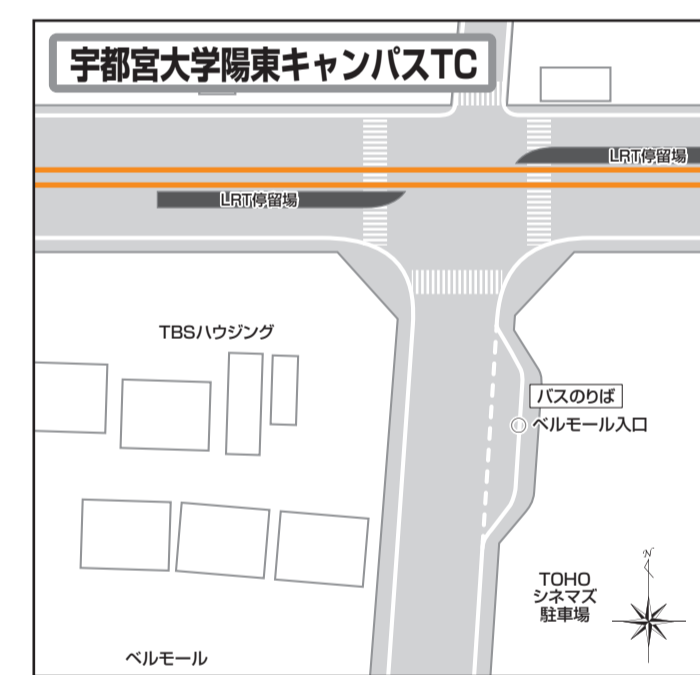 宇都宮大学陽東キャンパスTC
LRT停留場
LRT停留場
TBSハウジング
バスのりば
ベルモール入口
N
TOHO
シネマズ
駐車場
ベルモール